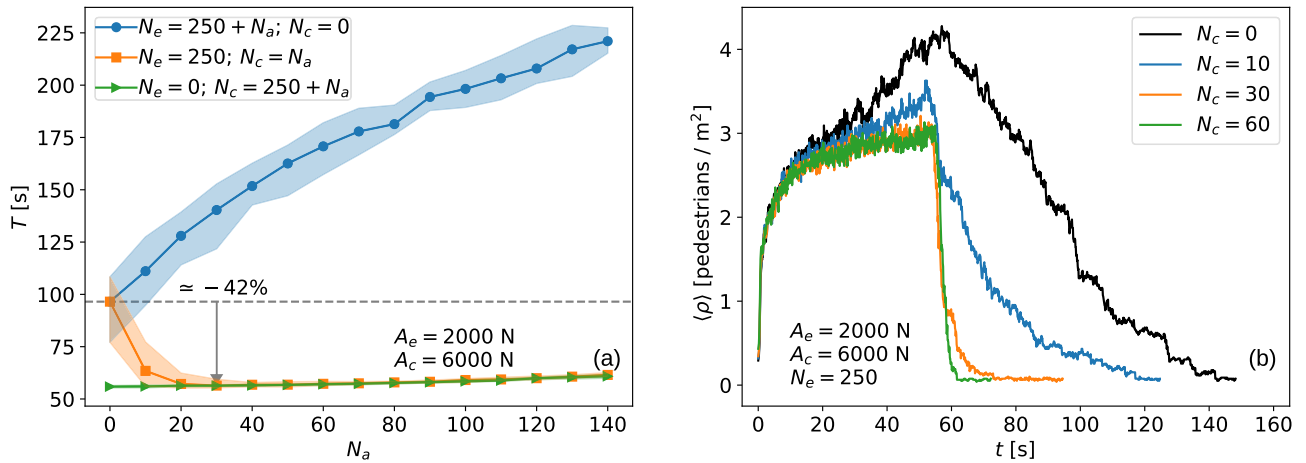 N_e = 250 + N_a; N_c = 0
N_e = 250; N_c = N_a
N_e = 0; N_c = 250 + N_a
225
200
175
150
125
100
75
50
T [s]
≃ −42%
A_e = 2000 N
A_c = 6000 N
(a)
0 20 40 60 80 100 120 140
N_a
N_c = 0
N_c = 10
N_c = 30
N_c = 60
4
3
2
1
0
⟨ρ⟩ [pedestrians / m²]
A_e = 2000 N
A_c = 6000 N
N_e = 250
(b)
0 20 40 60 80 100 120 140 160
t [s]